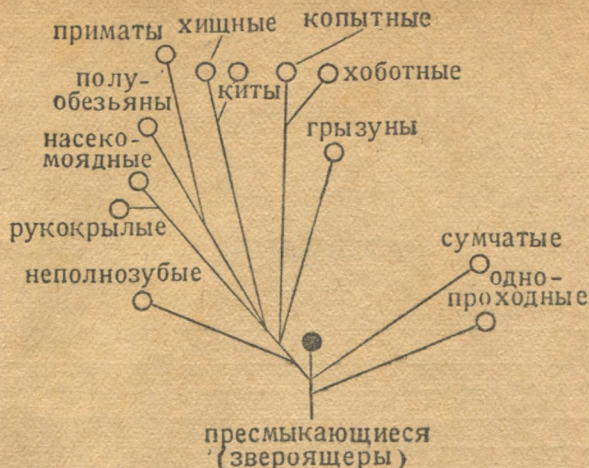 приматы
хищные
копытные
полу-
обезьяны
киты
хоботные
насеко-
моядные
грызуны
рукокрылые
неполнозубые
сумчатые
одно-
проходные
пресмыкающиеся
(звероящеры)